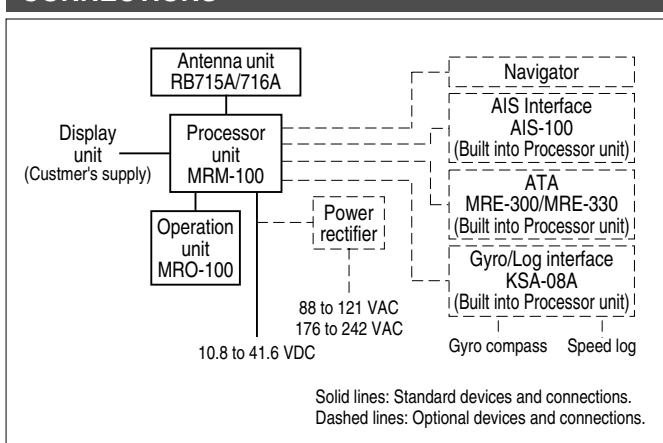 CONNECTIONS
Antenna unit
RB715A/716A
Display
unit
(Custmer's supply)
Processor
unit
MRM-100
Operation
unit
MRO-100
Power
rectifier
88 to 121 VAC
176 to 242 VAC
10.8 to 41.6 VDC
Navigator
AIS Interface
AIS-100
(Built into Processor unit)
ATA
MRE-300/MRE-330
(Built into Processor unit)
Gyro/Log interface
KSA-08A
(Built into Processor unit)
Gyro compass
Speed log
Solid lines: Standard devices and connections.
Dashed lines: Optional devices and connections.